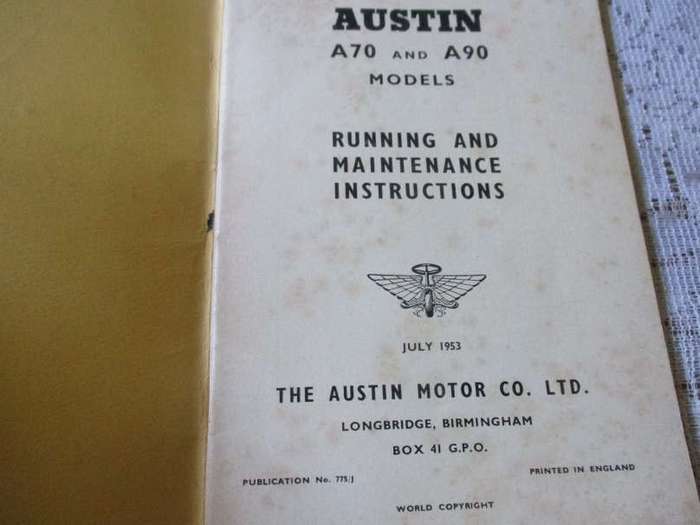 AUSTIN
A70 AND A90
MODELS
RUNNING AND
MAINTENANCE
INSTRUCTIONS
JULY 1953
THE AUSTIN MOTOR CO. LTD.
LONGBRIDGE, BIRMINGHAM
BOX 41 G.P.O.
PUBLICATION No. 775/J
PRINTED IN ENGLAND
WORLD COPYRIGHT